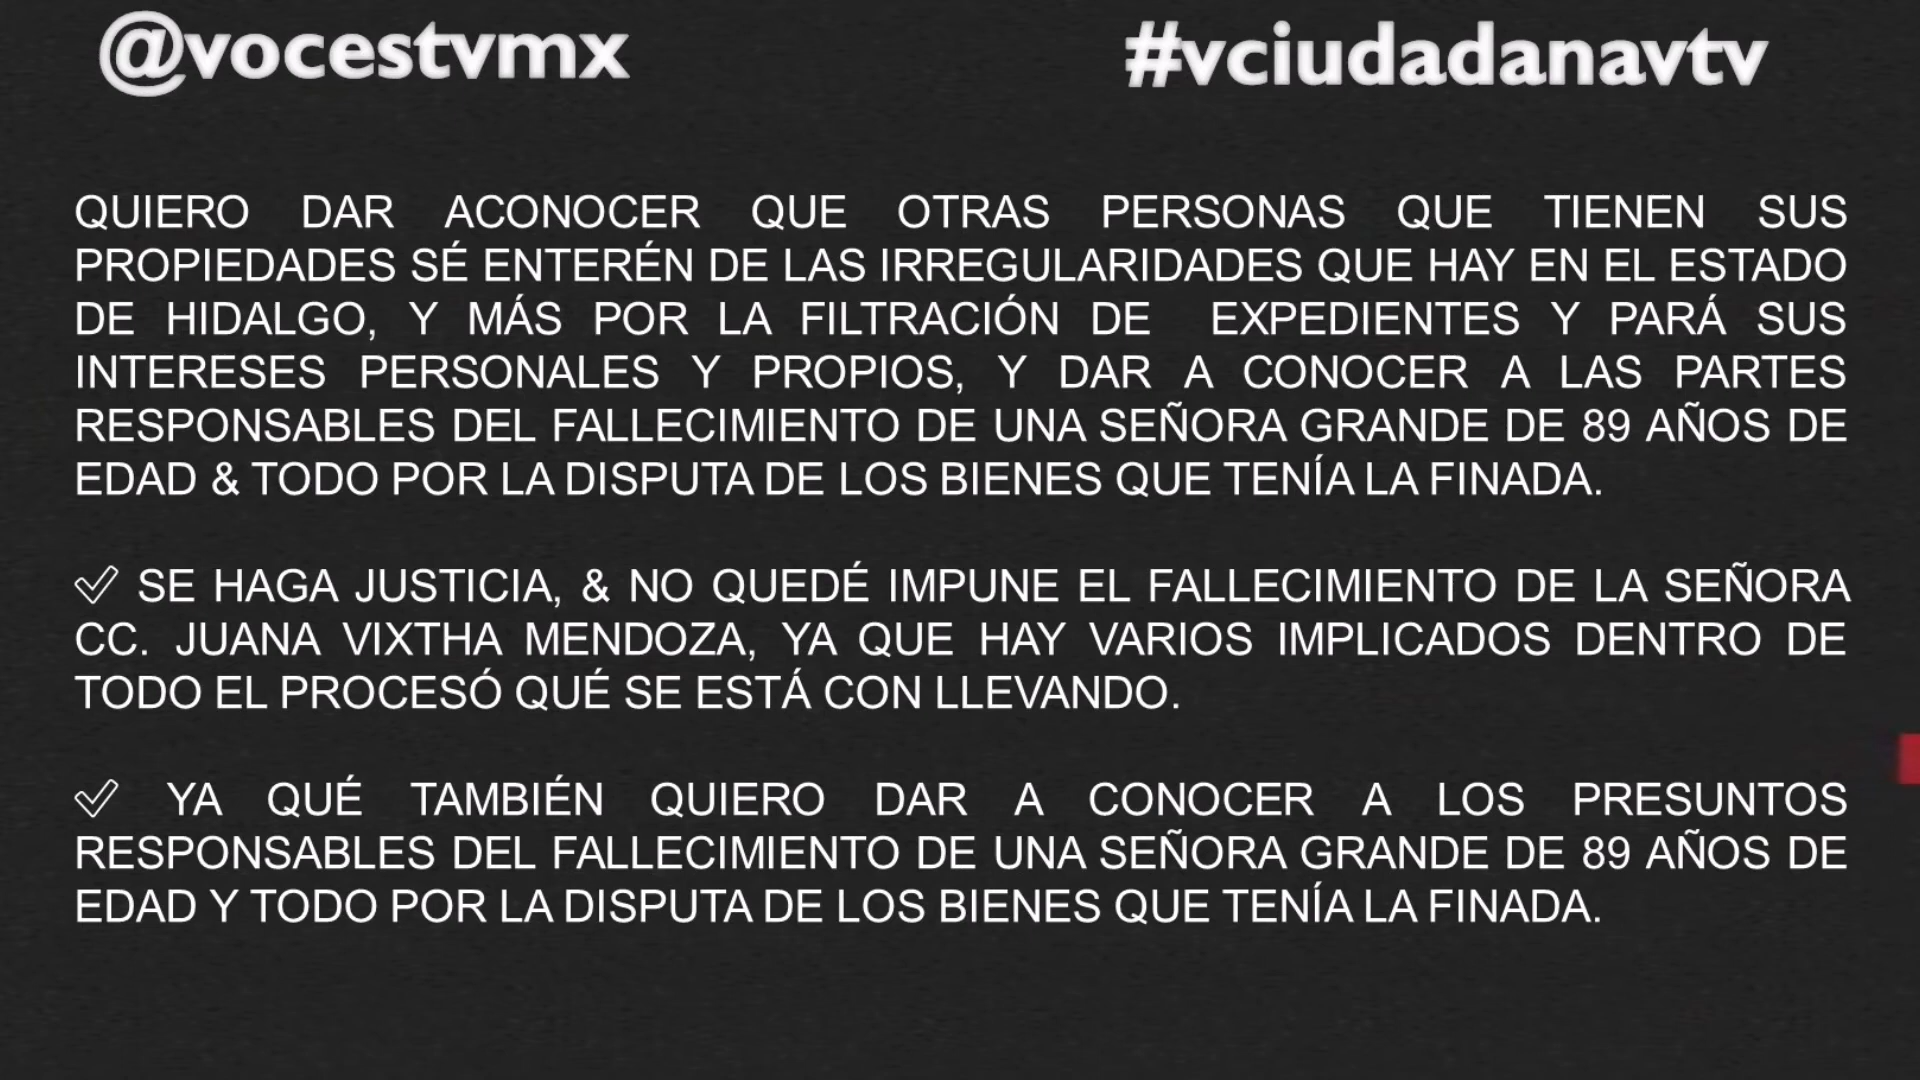 @vocestvmx #vciudadanavtv
QUIERO DAR ACONOCER QUE OTRAS PERSONAS QUE TIENEN SUS
PROPIEDADES SÉ ENTERÉN DE LAS IRREGULARIDADES QUE HAY EN EL ESTADO
DE HIDALGO, Y MÁS POR LA FILTRACIÓN DE EXPEDIENTES Y PARÁ SUS
INTERESES PERSONALES Y PROPIOS, Y DAR A CONOCER A LAS PARTES
RESPONSABLES DEL FALLECIMIENTO DE UNA SEÑORA GRANDE DE 89 AÑOS DE
EDAD & TODO POR LA DISPUTA DE LOS BIENES QUE TENÍA LA FINADA.
✅ SE HAGA JUSTICIA, & NO QUEDÉ IMPUNE EL FALLECIMIENTO DE LA SEÑORA
CC. JUANA VIXTHA MENDOZA, YA QUE HAY VARIOS IMPLICADOS DENTRO DE
TODO EL PROCESÓ QUÉ SE ESTÁ CON LLEVANDO.
✅ YA QUÉ TAMBIÉN QUIERO DAR A CONOCER A LOS PRESUNTOS
RESPONSABLES DEL FALLECIMIENTO DE UNA SEÑORA GRANDE DE 89 AÑOS DE
EDAD Y TODO POR LA DISPUTA DE LOS BIENES QUE TENÍA LA FINADA.